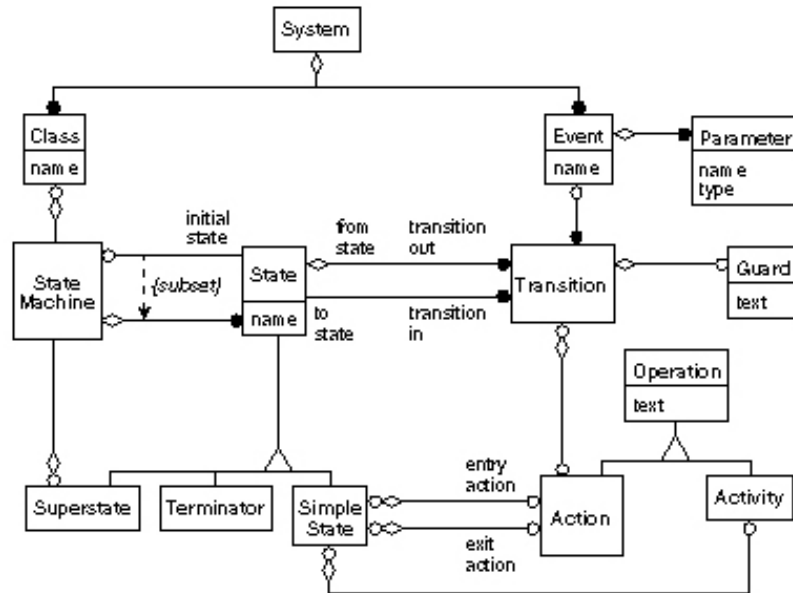 System
Class
name
Event
name
Parameter
name
type
initial
state
from
state
transition
out
State
Machine
{subset}
State
name
to
state
transition
in
Transition
Guard
text
Operation
text
Superstate
Terminator
Simple
State
entry
action
exit
action
Action
Activity